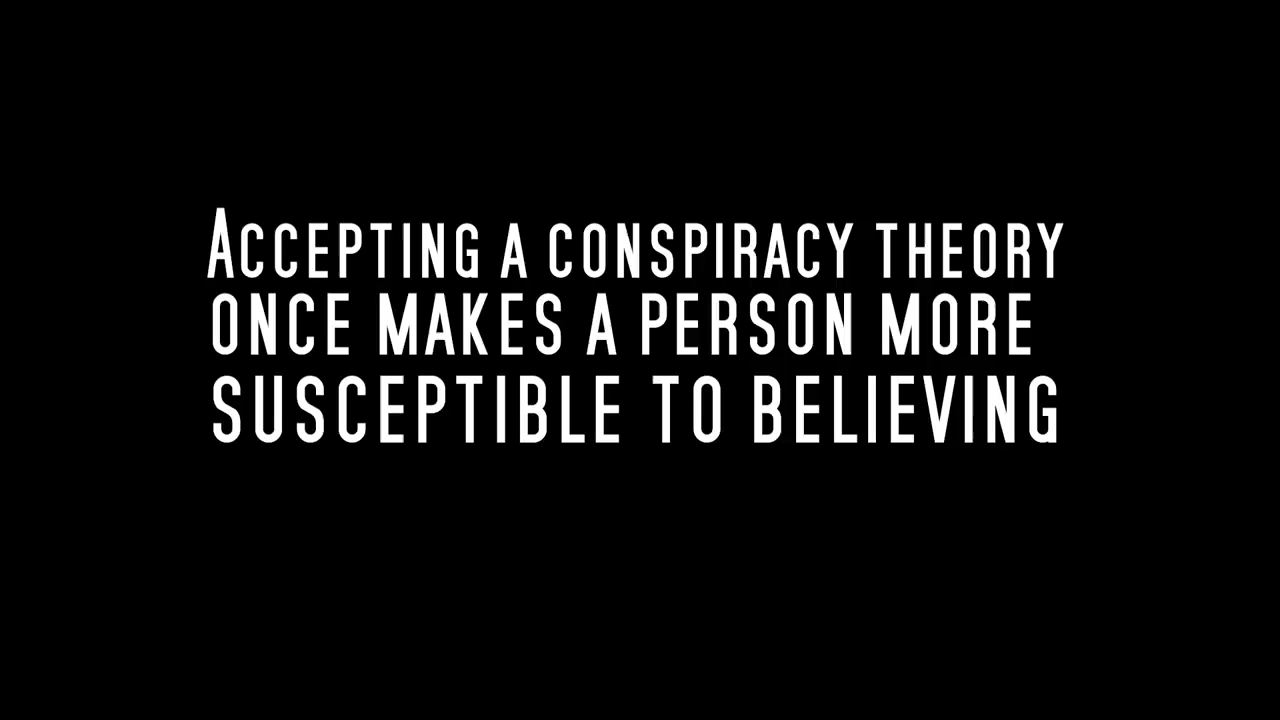 Accepting a conspiracy theory
once makes a person more
susceptible to believing